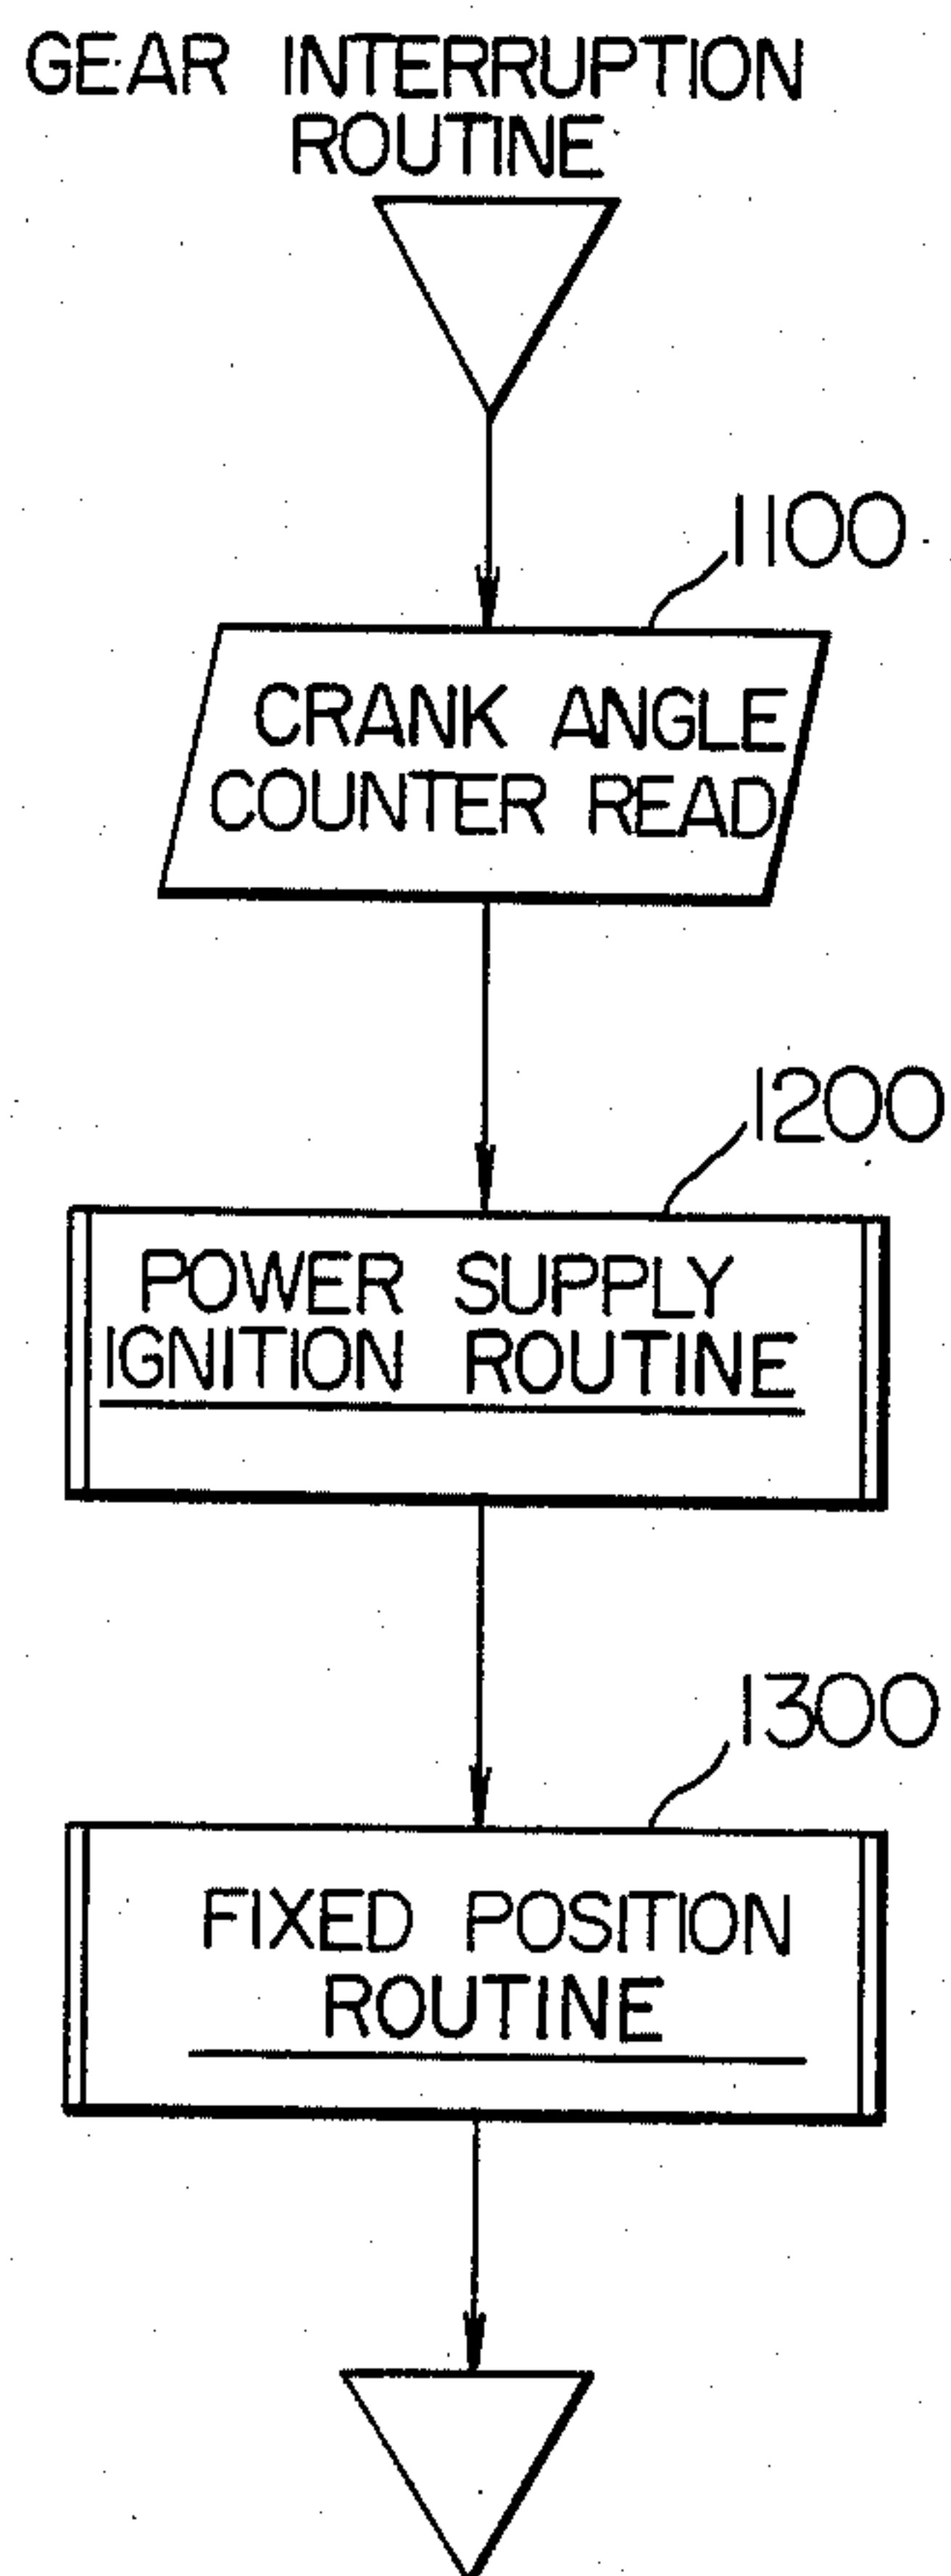 GEAR INTERRUPTION
ROUTINE
1100
CRANK ANGLE
COUNTER READ
1200
POWER SUPPLY
IGNITION ROUTINE
1300
FIXED POSITION
ROUTINE